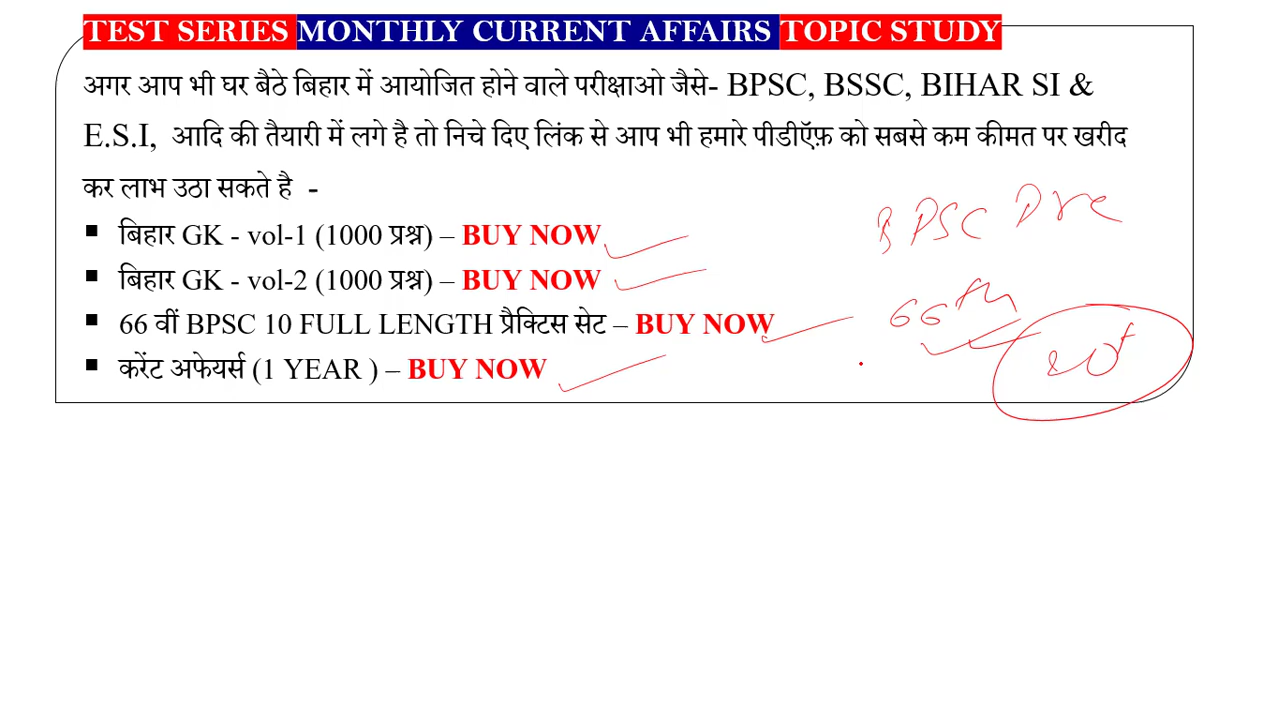 TEST SERIES MONTHLY CURRENT AFFAIRS TOPIC STUDY
अगर आप भी घर बैठे बिहार में आयोजित होने वाले परीक्षाओ जैसे- BPSC, BSSC, BIHAR SI &
E.S.I, आदि की तैयारी में लगे है तो निचे दिए लिंक से आप भी हमारे पीडीऍफ़ को सबसे कम कीमत पर खरीद
कर लाभ उठा सकते है -
BPSC Pre
▪ बिहार GK - vol-1 (1000 प्रश्न) – BUY NOW
▪ बिहार GK - vol-2 (1000 प्रश्न) – BUY NOW
66th
▪ 66 वीं BPSC 10 FULL LENGTH प्रैक्टिस सेट – BUY NOW
▪ करेंट अफेयर्स (1 YEAR ) – BUY NOW